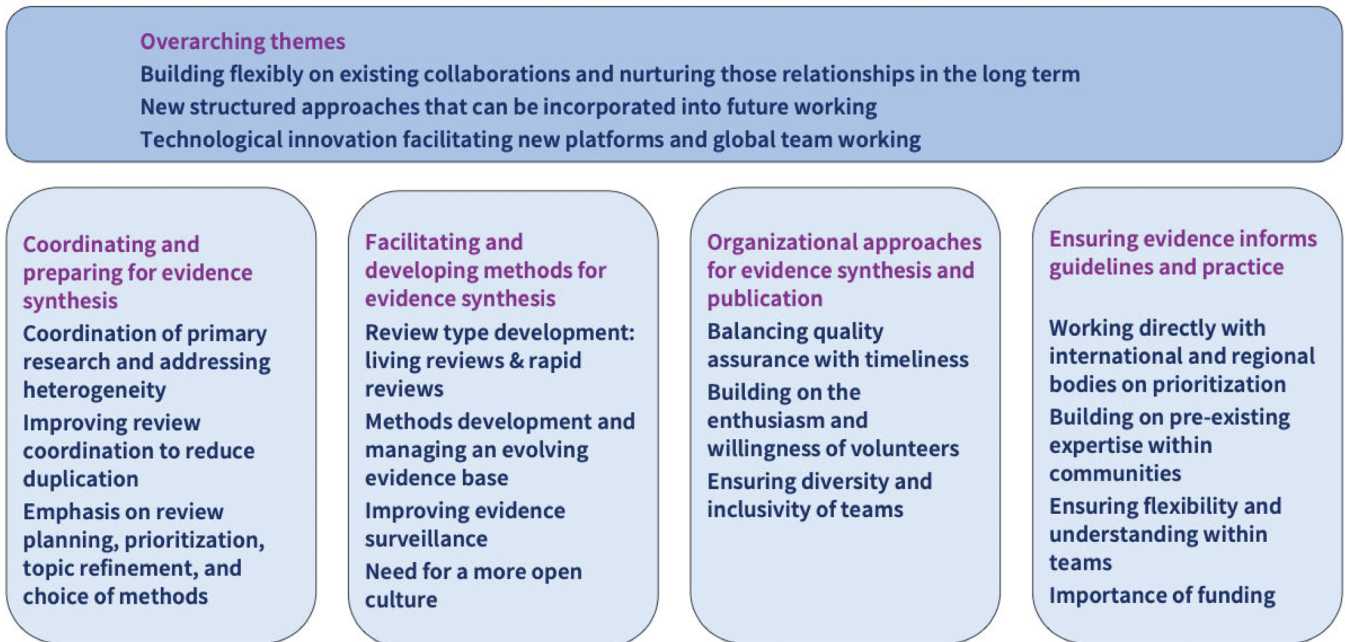 Overarching themes
Building flexibly on existing collaborations and nurturing those relationships in the long term
New structured approaches that can be incorporated into future working
Technological innovation facilitating new platforms and global team working
Coordinating and
preparing for evidence
synthesis
Coordination of primary
research and addressing
heterogeneity
Improving review
coordination to reduce
duplication
Emphasis on review
planning, prioritization,
topic refinement, and
choice of methods
Facilitating and
developing methods for
evidence synthesis
Review type development:
living reviews & rapid
reviews
Methods development and
managing an evolving
evidence base
Improving evidence
surveillance
Need for a more open
culture
Organizational approaches
for evidence synthesis and
publication
Balancing quality
assurance with timeliness
Building on the
enthusiasm and
willingness of volunteers
Ensuring diversity and
inclusivity of teams
Ensuring evidence informs
guidelines and practice
Working directly with
international and regional
bodies on prioritization
Building on pre-existing
expertise within
communities
Ensuring flexibility and
understanding within
teams
Importance of funding